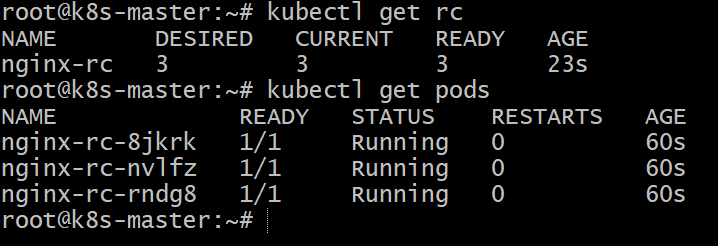 root@k8s-master:~# kubectl get rc
NAME       DESIRED   CURRENT   READY   AGE
nginx-rc   3         3         3       23s
root@k8s-master:~# kubectl get pods
NAME             READY   STATUS    RESTARTS   AGE
nginx-rc-8jkrk   1/1     Running   0          60s
nginx-rc-nvlfz   1/1     Running   0          60s
nginx-rc-rndg8   1/1     Running   0          60s
root@k8s-master:~#